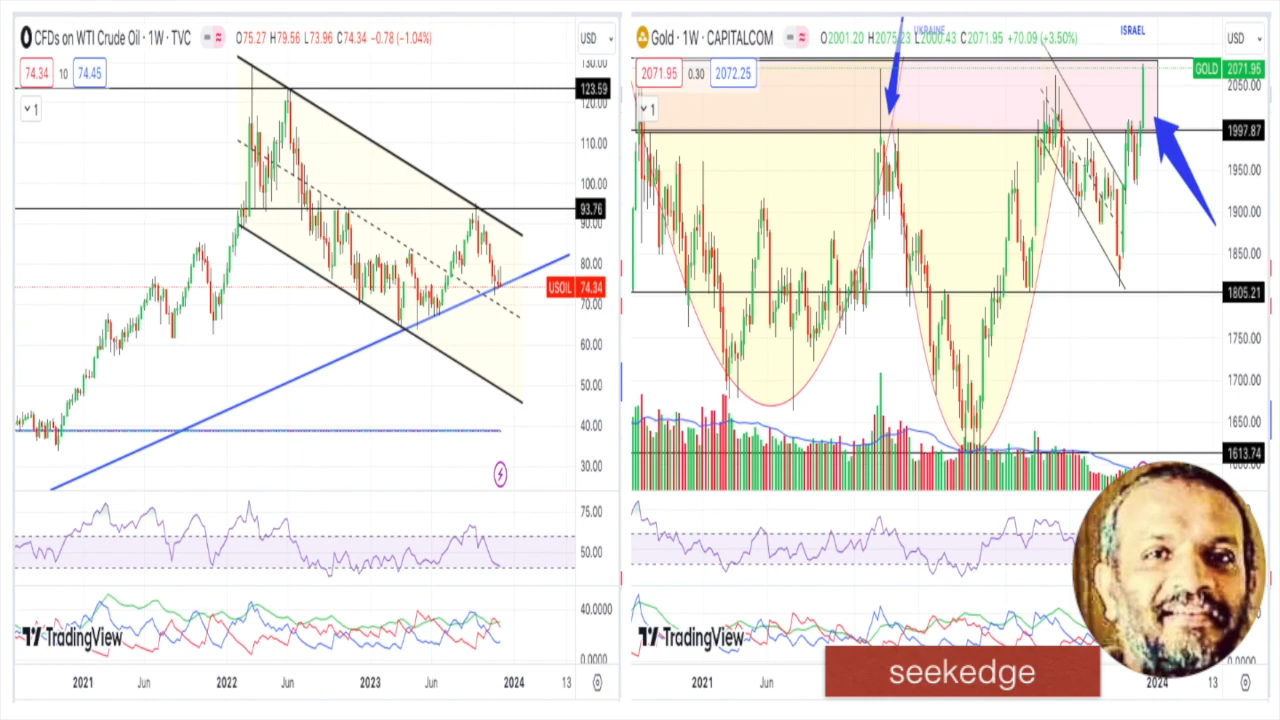 CFDs on WTI Crude Oil · 1W · TVC
O75.27 H79.56 L73.96 C74.34 −0.78 (−1.04%)
USD
74.34 10 74.45
1
130.00
123.59
120.00
110.00
100.00
93.76
90.00
80.00
USOIL 74.34
70.00
60.00
50.00
40.00
30.00
75.00
50.00
40.0000
0.0000
TradingView
2021 Jun 2022 Jun 2023 Jun 2024 13
Gold · 1W · CAPITALCOM
O2001.20 H2075.23 L2000.43 C2071.95 +70.09 (+3.50%)
UKRAINE
ISRAEL
USD
2071.95 0.30 2072.25
GOLD 2071.95
1
2050.00
1997.87
1950.00
1900.00
1850.00
1805.21
1750.00
1700.00
1650.00
1613.74
TradingView
2021 Jun 2024 13
seekedge